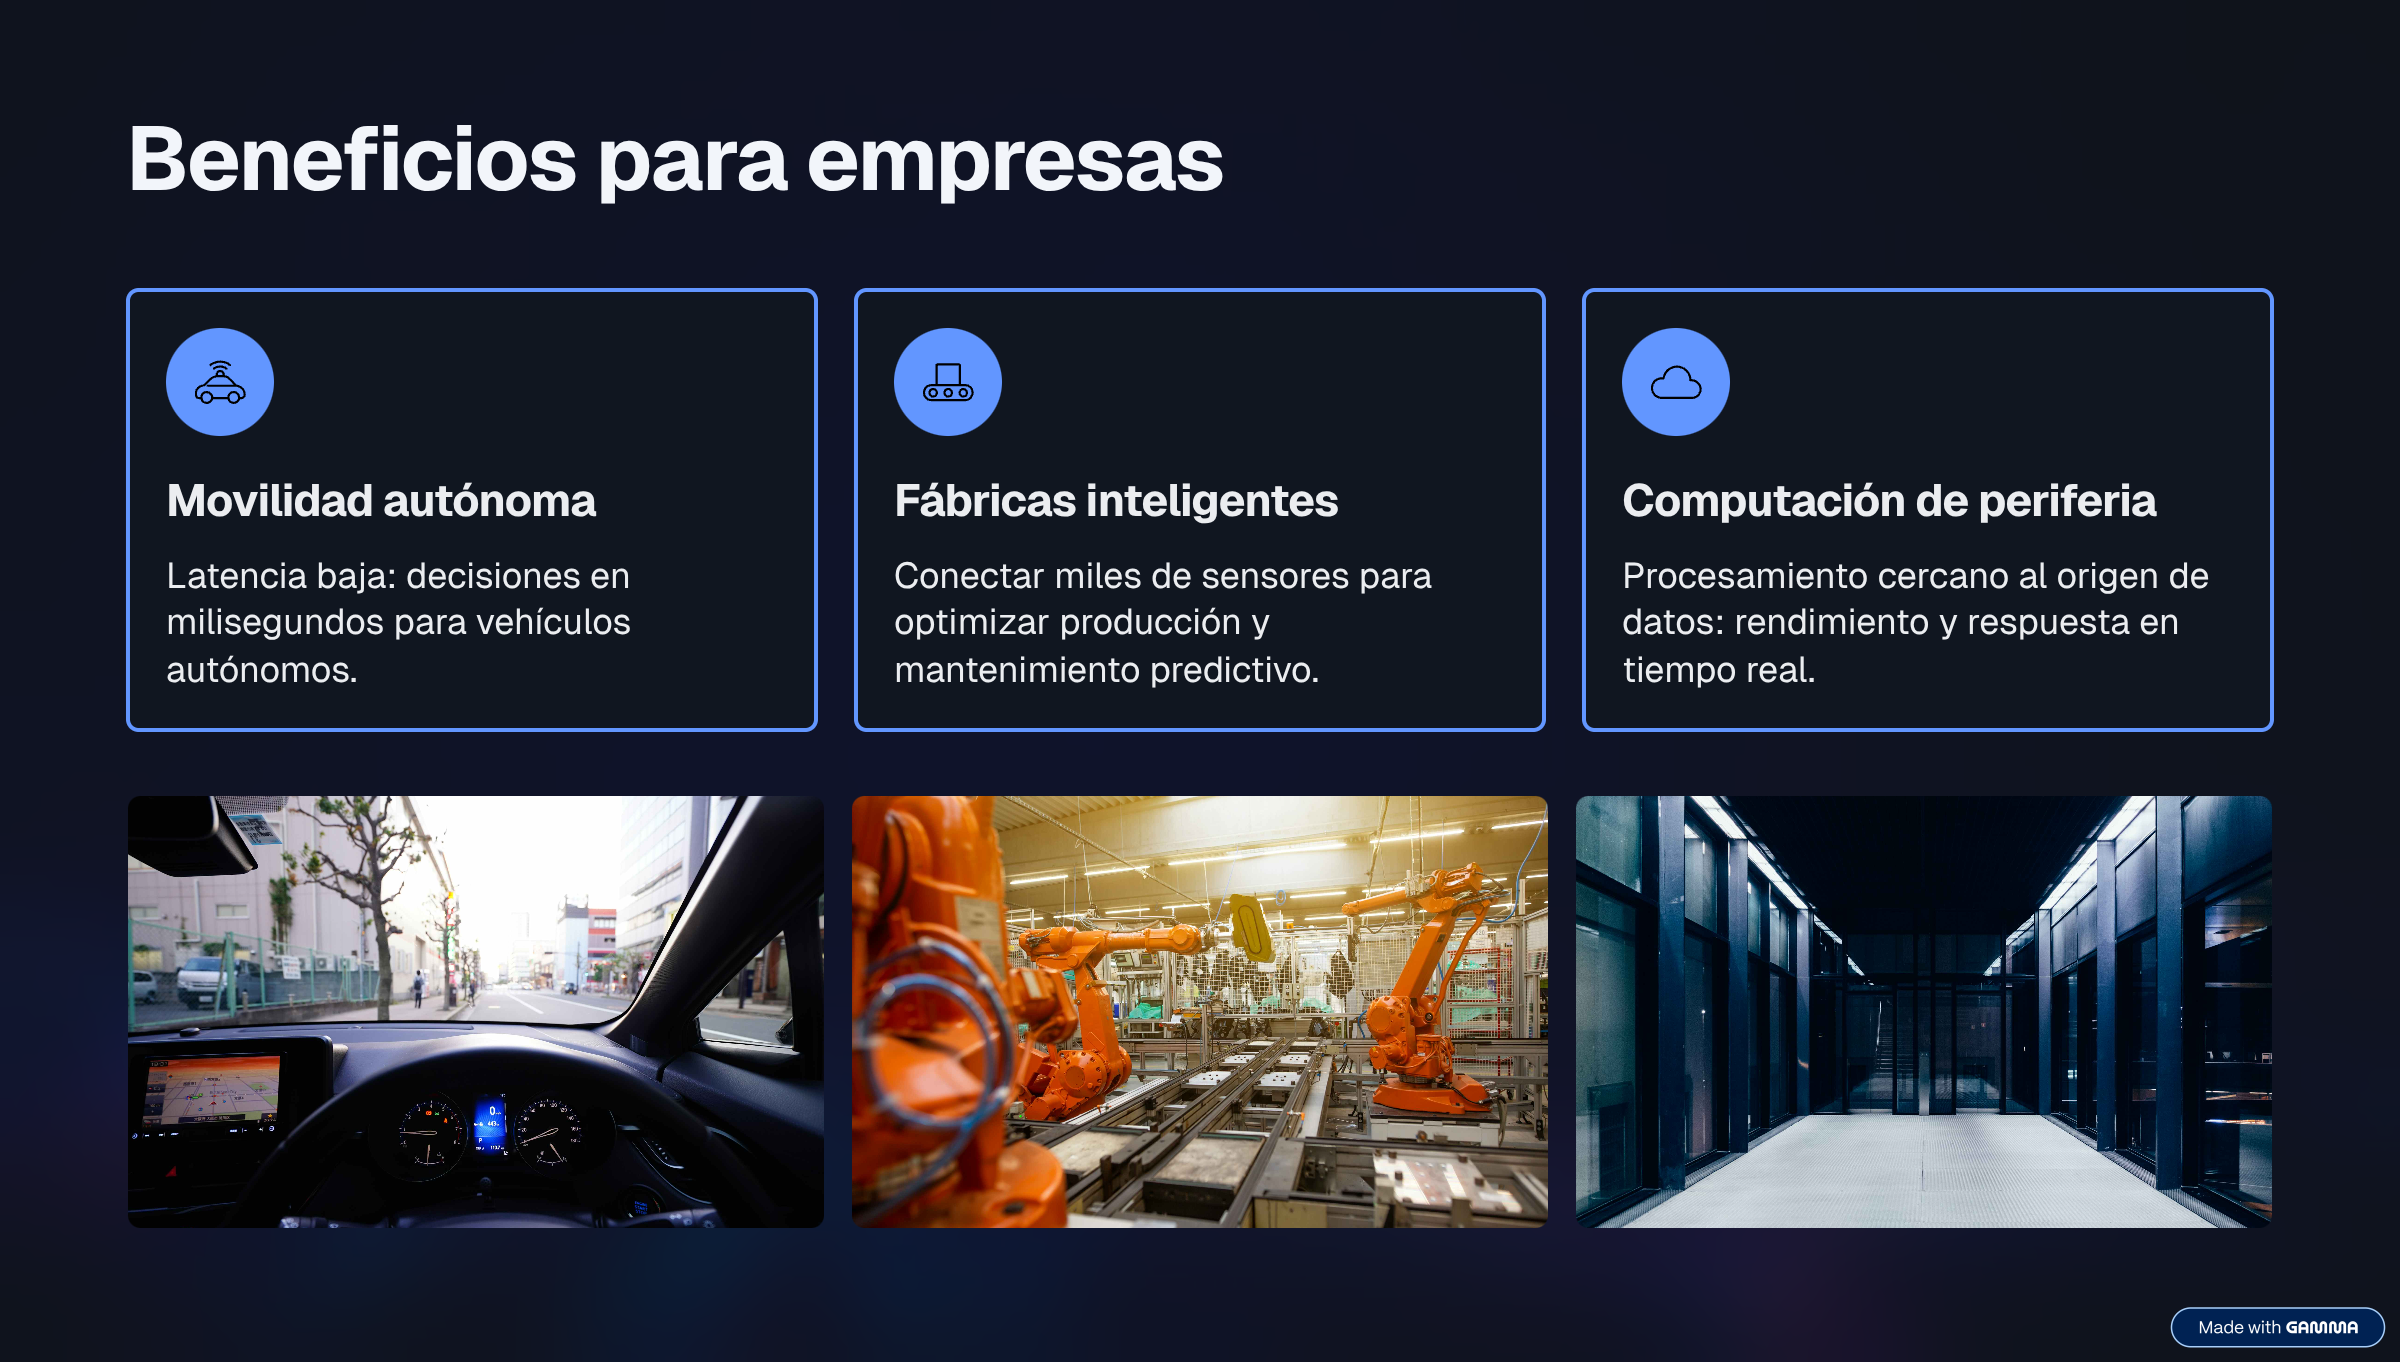 Beneficios para empresas
Movilidad autónoma
Latencia baja: decisiones en
milisegundos para vehículos
autónomos.
Fábricas inteligentes
Conectar miles de sensores para
optimizar producción y
mantenimiento predictivo.
Computación de periferia
Procesamiento cercano al origen de
datos: rendimiento y respuesta en
tiempo real.
Made with GAMMA